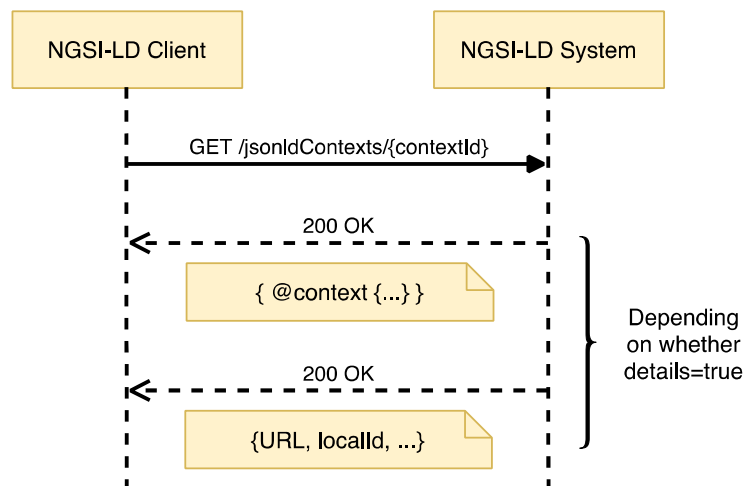 NGSI-LD Client
NGSI-LD System
GET /jsonldContexts/{contextId}
200 OK
{ @context {...} }
Depending
on whether
details=true
200 OK
{URL, localId, ...}